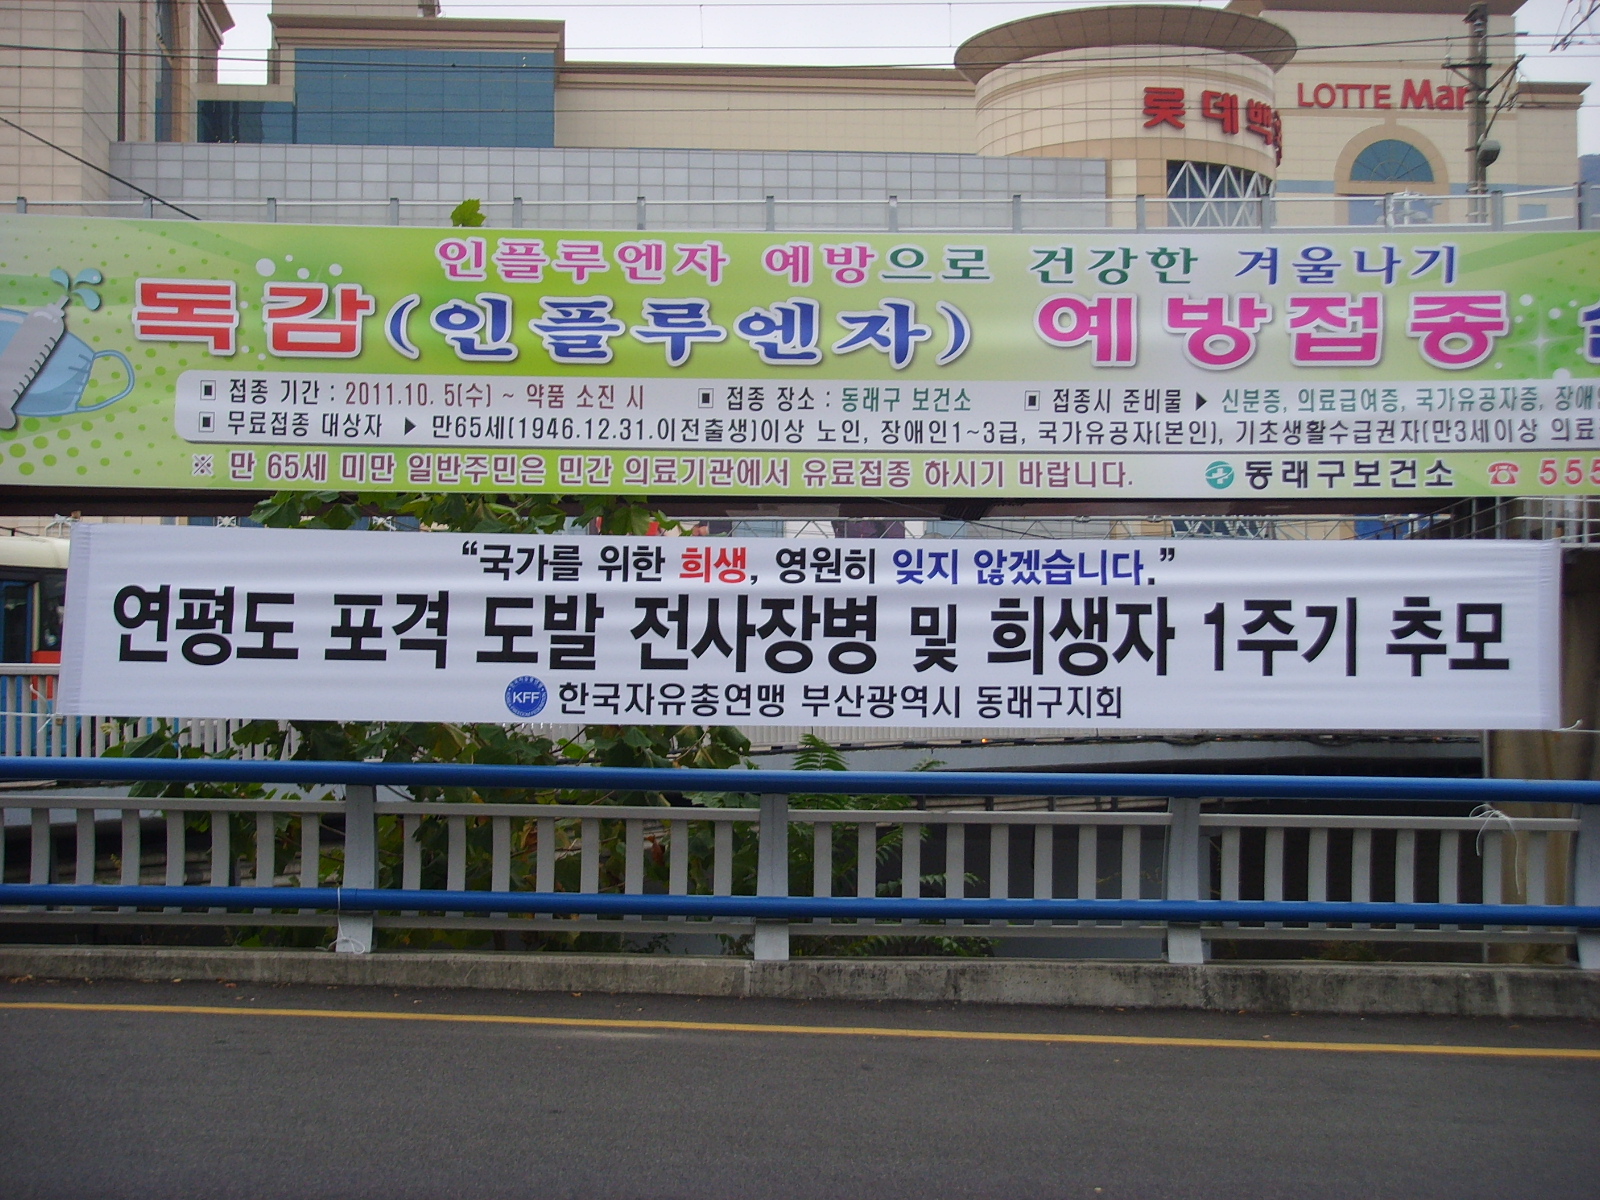 롯데백
LOTTE Mar
인플루엔자 예방으로 건강한 겨울나기
독감(인플루엔자) 예방접종
▣ 접종 기간 : 2011.10. 5(수) ~ 약품 소진 시 ▣ 접종 장소 : 동래구 보건소 ▣ 접종시 준비물 ▶ 신분증, 의료급여증, 국가유공자증, 장애인
▣ 무료접종 대상자 ▶ 만65세(1946.12.31.이전출생)이상 노인, 장애인1~3급, 국가유공자(본인), 기초생활수급권자(만3세이상 의료
※ 만 65세 미만 일반주민은 민간 의료기관에서 유료접종 하시기 바랍니다. 동래구보건소 ☎ 555
“국가를 위한 희생, 영원히 잊지 않겠습니다.”
연평도 포격 도발 전사장병 및 희생자 1주기 추모
KFF 한국자유총연맹 부산광역시 동래구지회